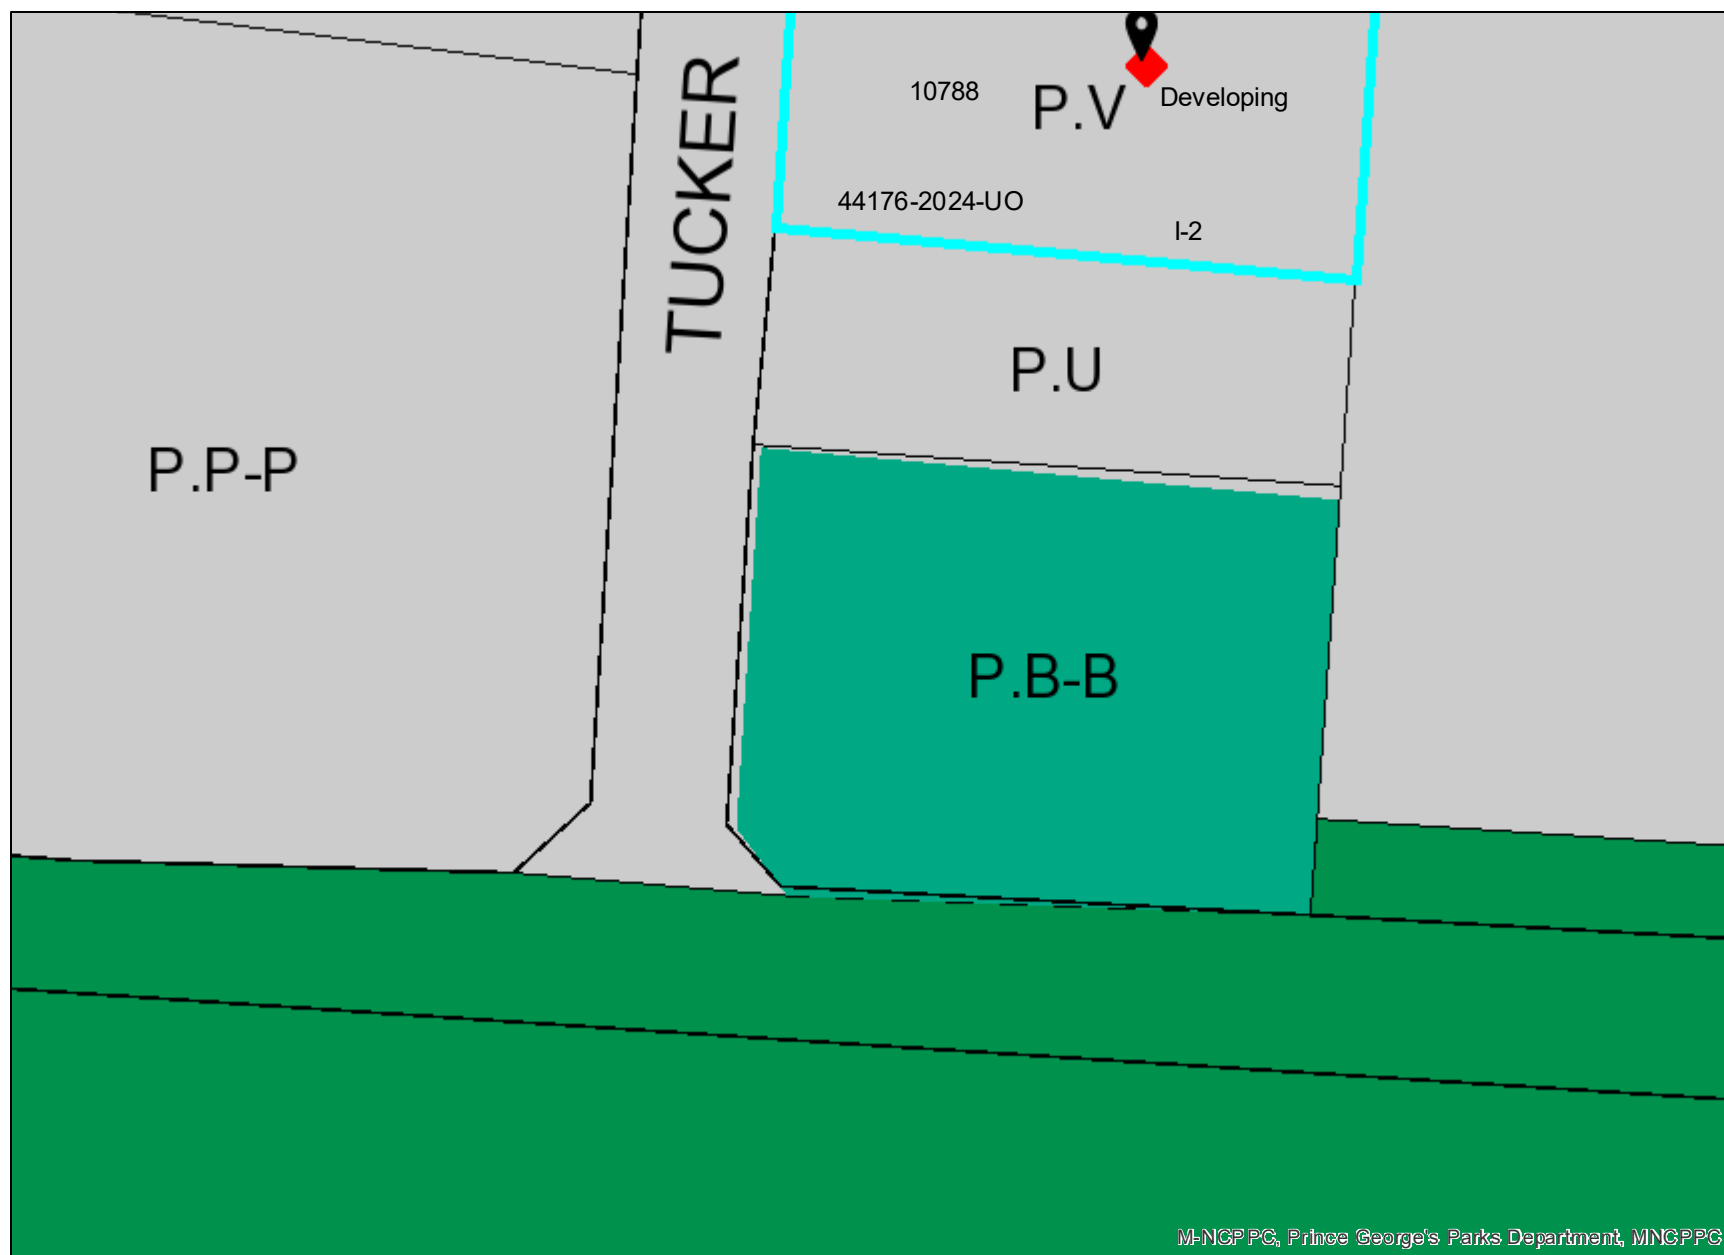 TUCKER
10788
P.V
Developing
44176-2024-UO
I-2
P.U
P.P-P
P.B-B
M-NCPPC, Prince George's Parks Department, MNCPPC